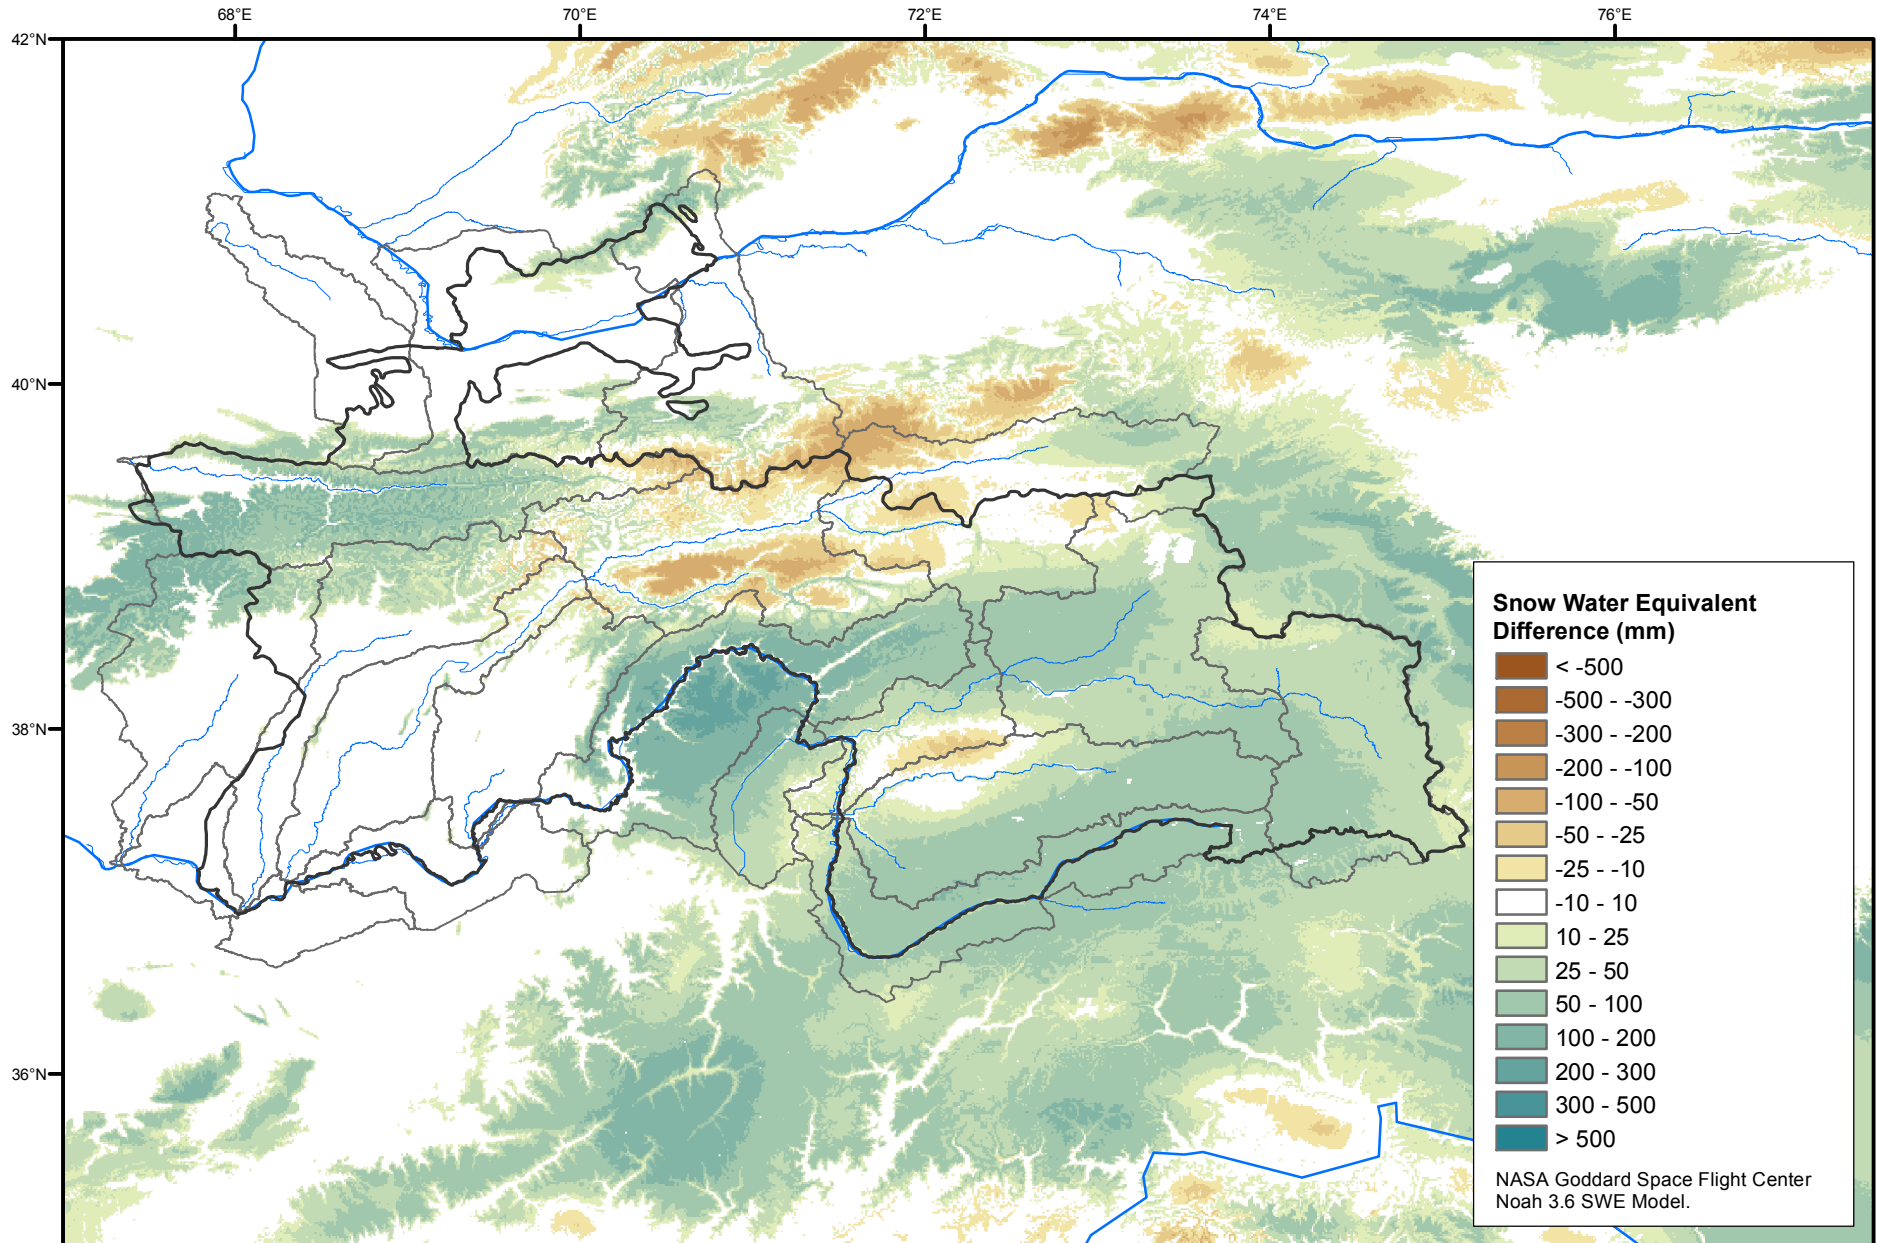 68°E 70°E 72°E 74°E 76°E
42°N
40°N
38°N
36°N
Snow Water Equivalent
Difference (mm)
< -500
-500 - -300
-300 - -200
-200 - -100
-100 - -50
-50 - -25
-25 - -10
-10 - 10
10 - 25
25 - 50
50 - 100
100 - 200
200 - 300
300 - 500
> 500
NASA Goddard Space Flight Center
Noah 3.6 SWE Model.